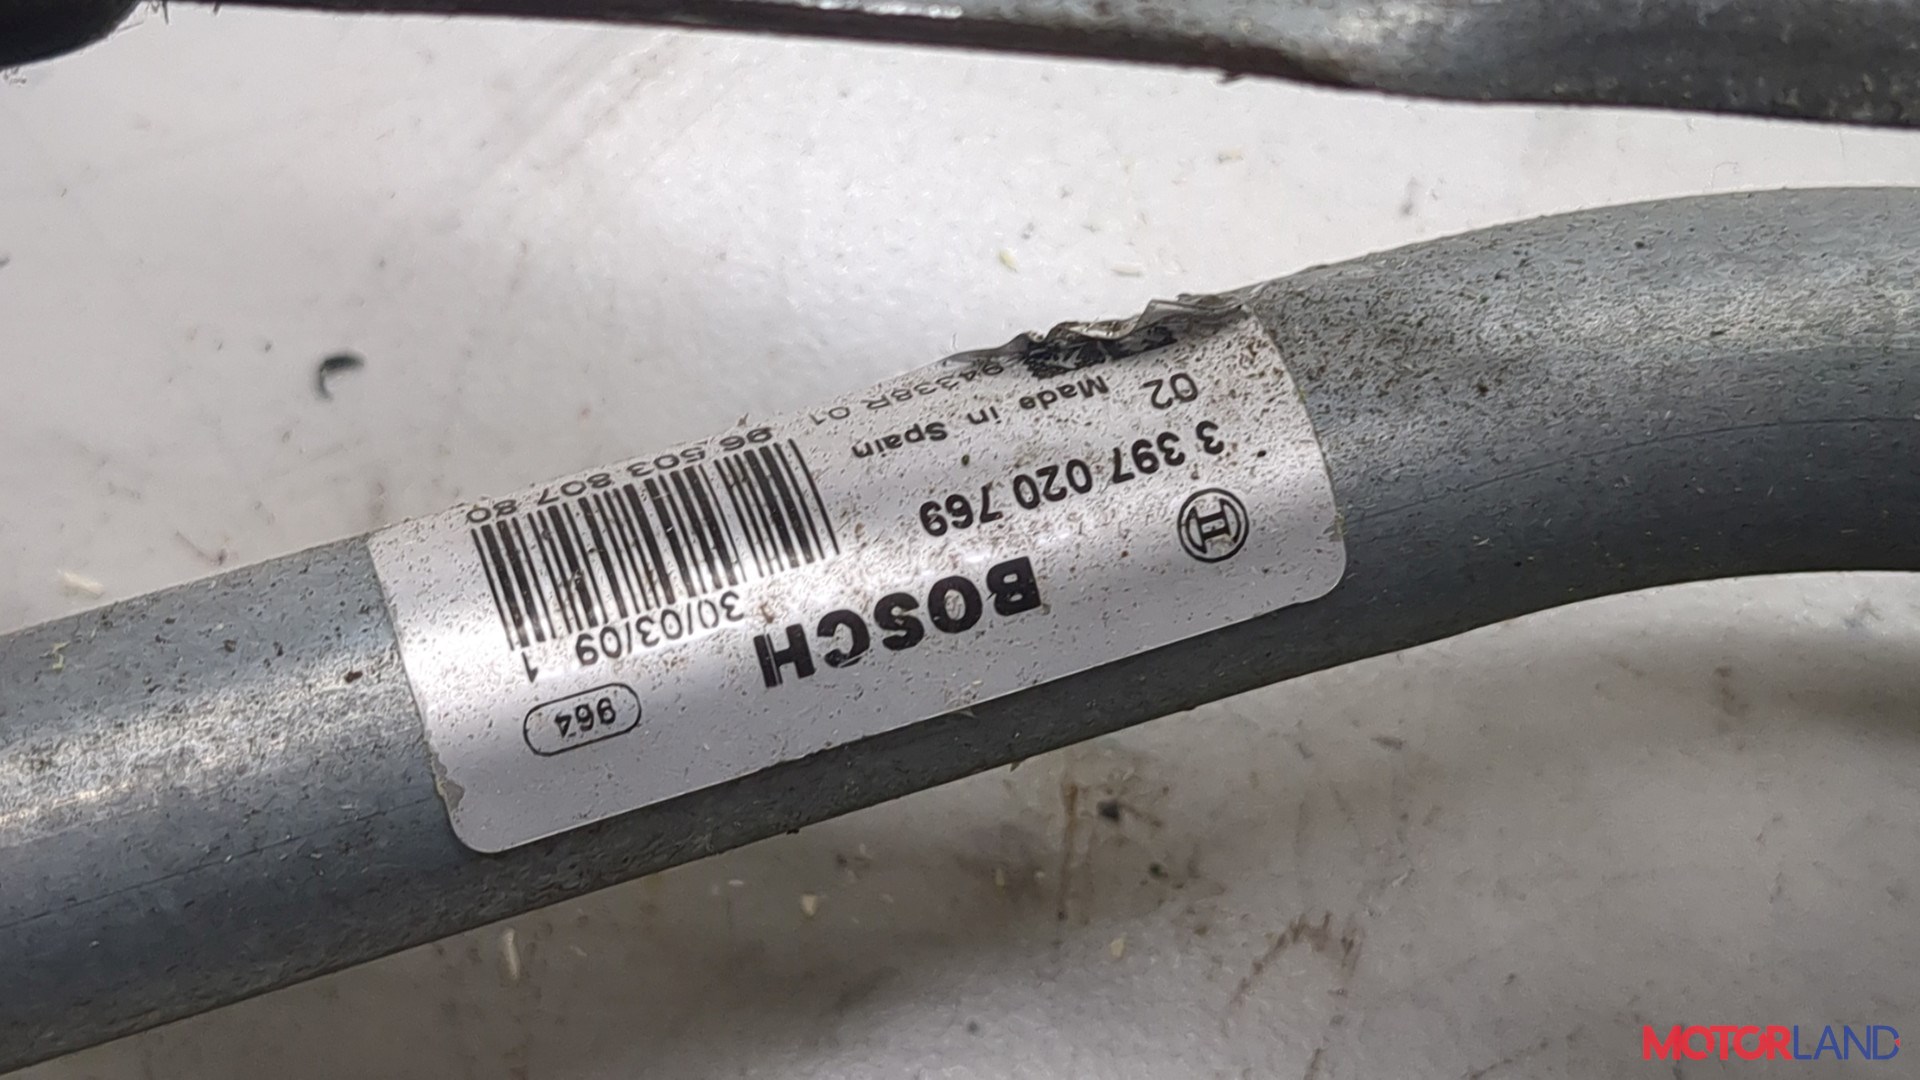 964
BOSCH
30/03/09 1
3 397 020 769
02
Made in Spain
94338R 01
96 503 807 80
MOTORLAND